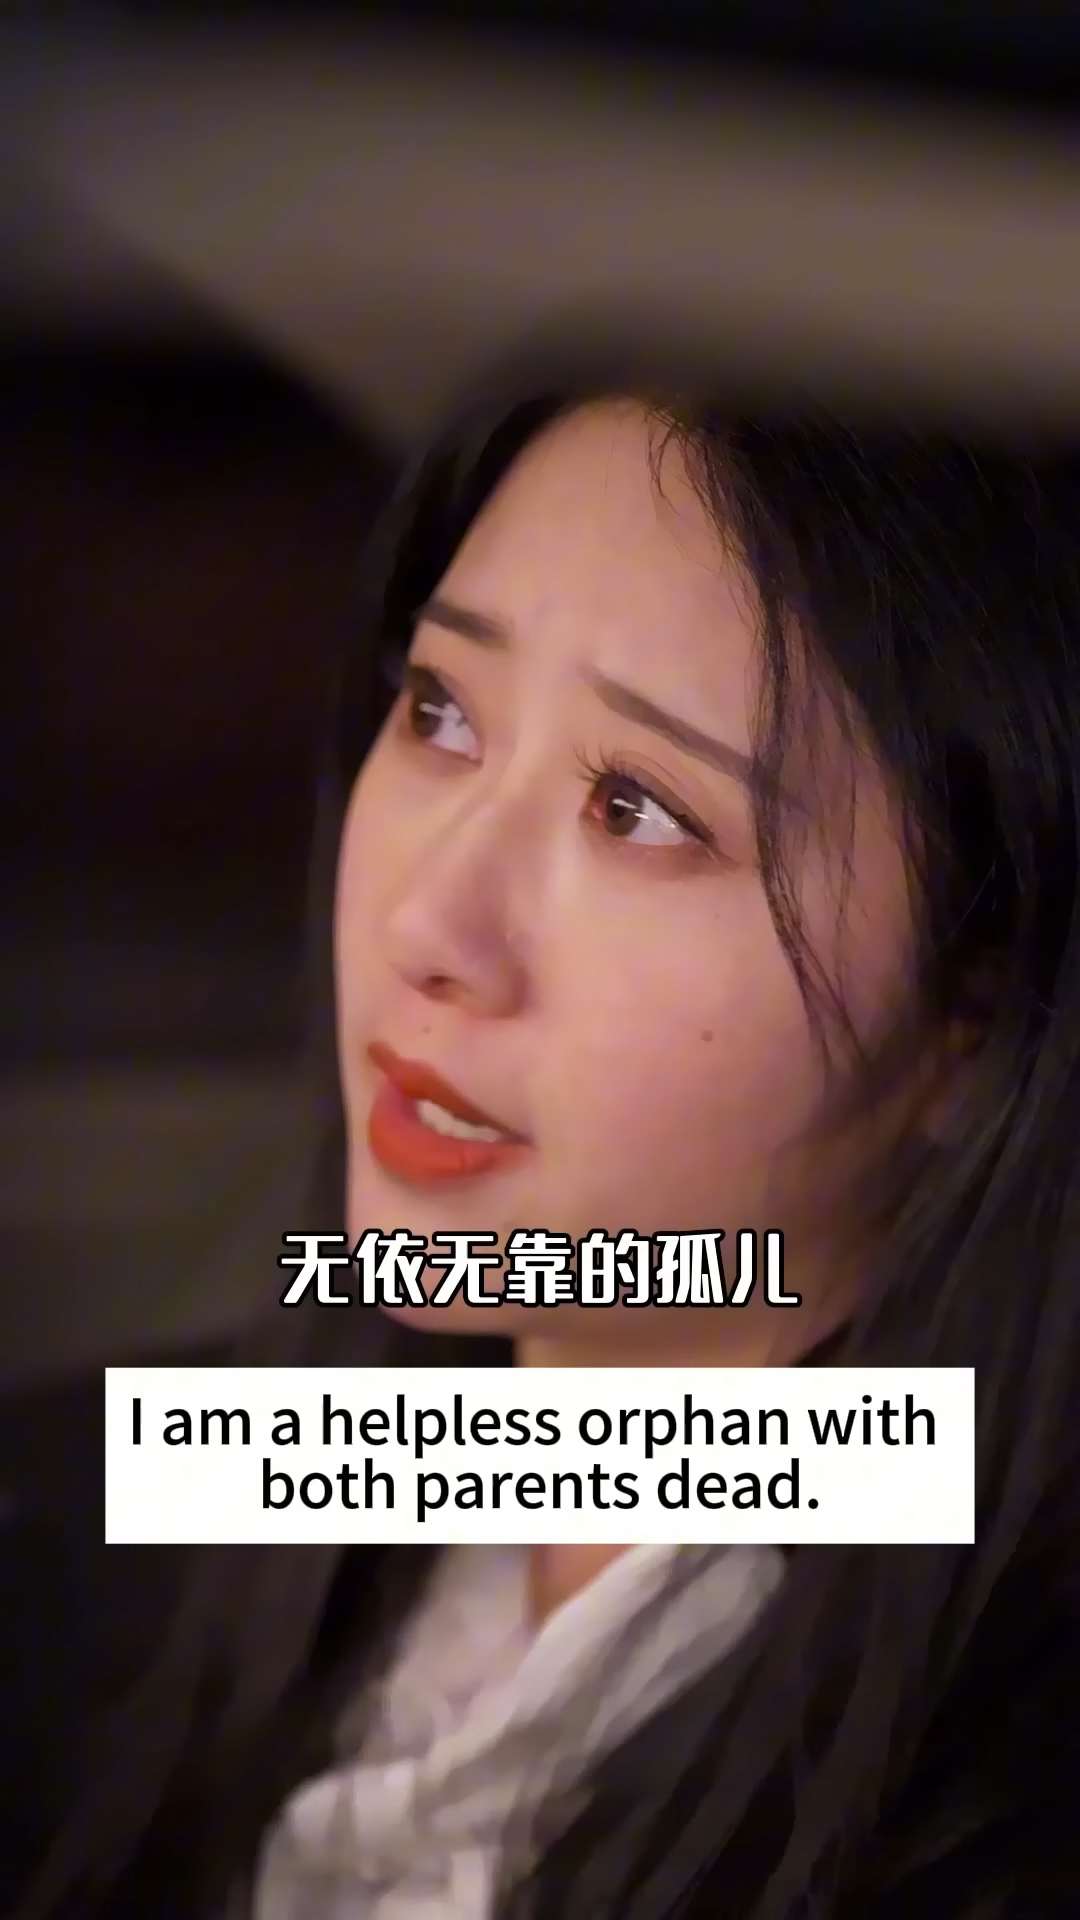 无依无靠的孤儿
I am a helpless orphan with
both parents dead.